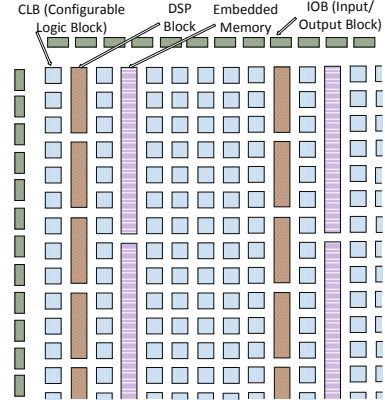 CLB (Configurable
Logic Block)
DSP
Block
Embedded
Memory
IOB (Input/
Output Block)